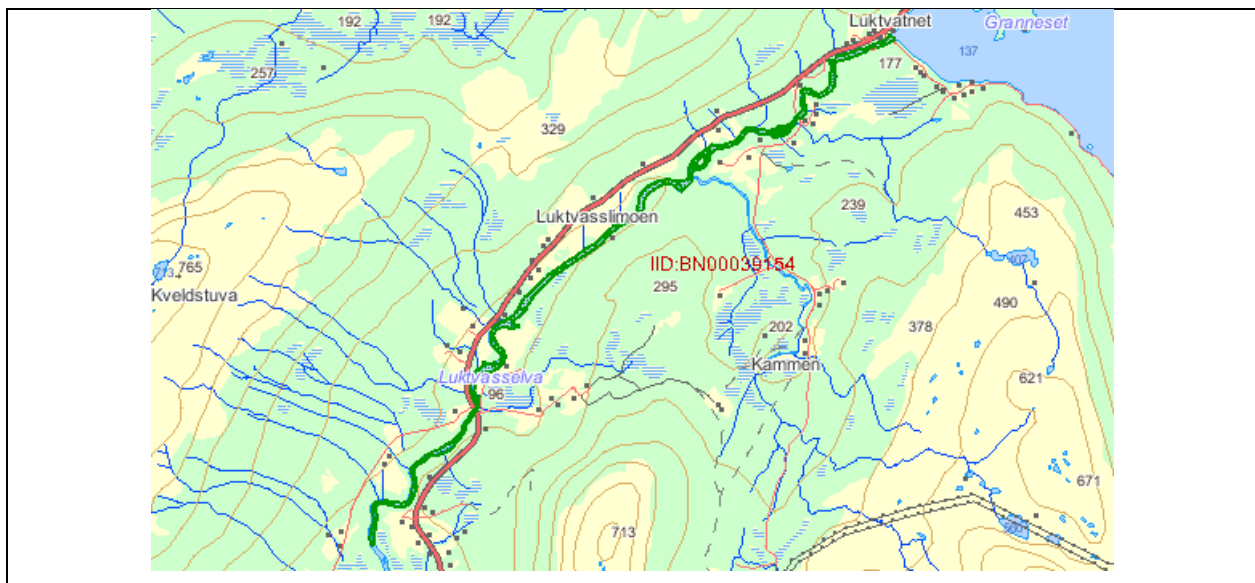 192
192
Luktvatnet
Granneset
137
177
257
329
239
453
Luktvasslimoen
IID:BN00039154
407
765
Kveldstuva
295
490
202
378
Kammen
621
Luktvasselva
96
671
713